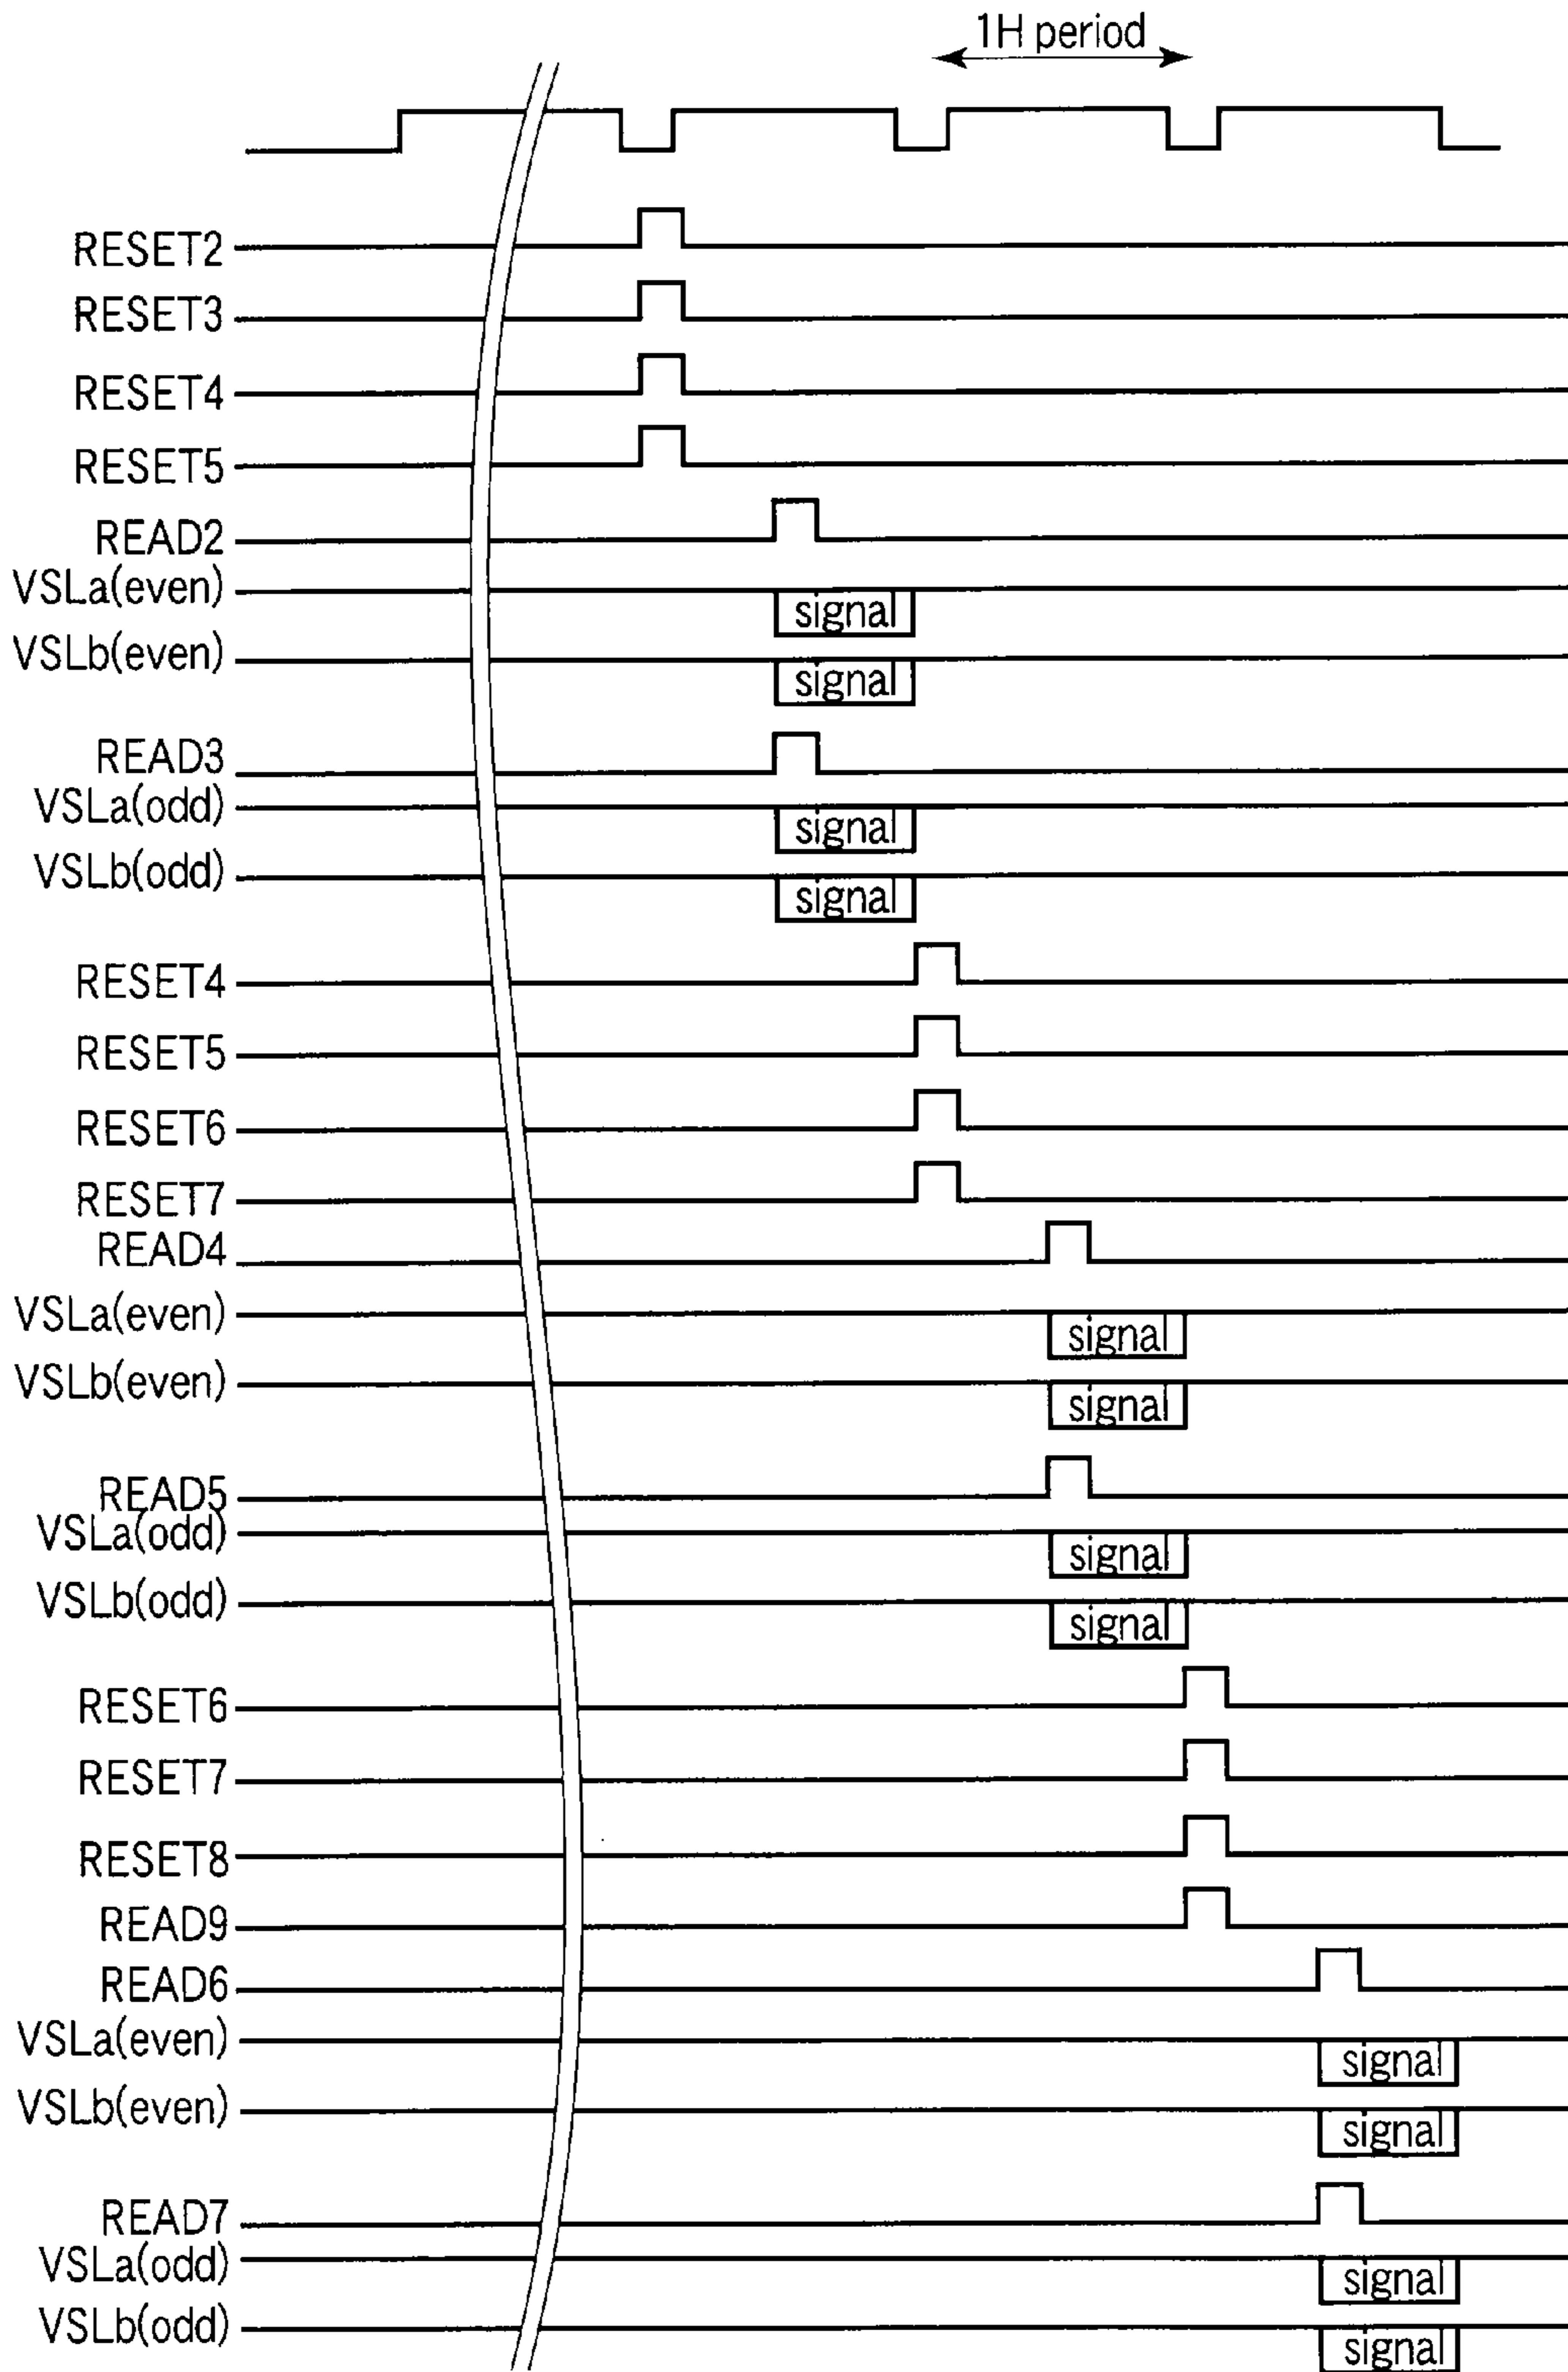 1H period
RESET2
RESET3
RESET4
RESET5
READ2
VSLa(even)
signal
VSLb(even)
signal
READ3
VSLa(odd)
signal
VSLb(odd)
signal
RESET4
RESET5
RESET6
RESET7
READ4
VSLa(even)
signal
VSLb(even)
signal
READ5
VSLa(odd)
signal
VSLb(odd)
signal
RESET6
RESET7
RESET8
READ9
READ6
VSLa(even)
signal
VSLb(even)
signal
READ7
VSLa(odd)
signal
VSLb(odd)
signal